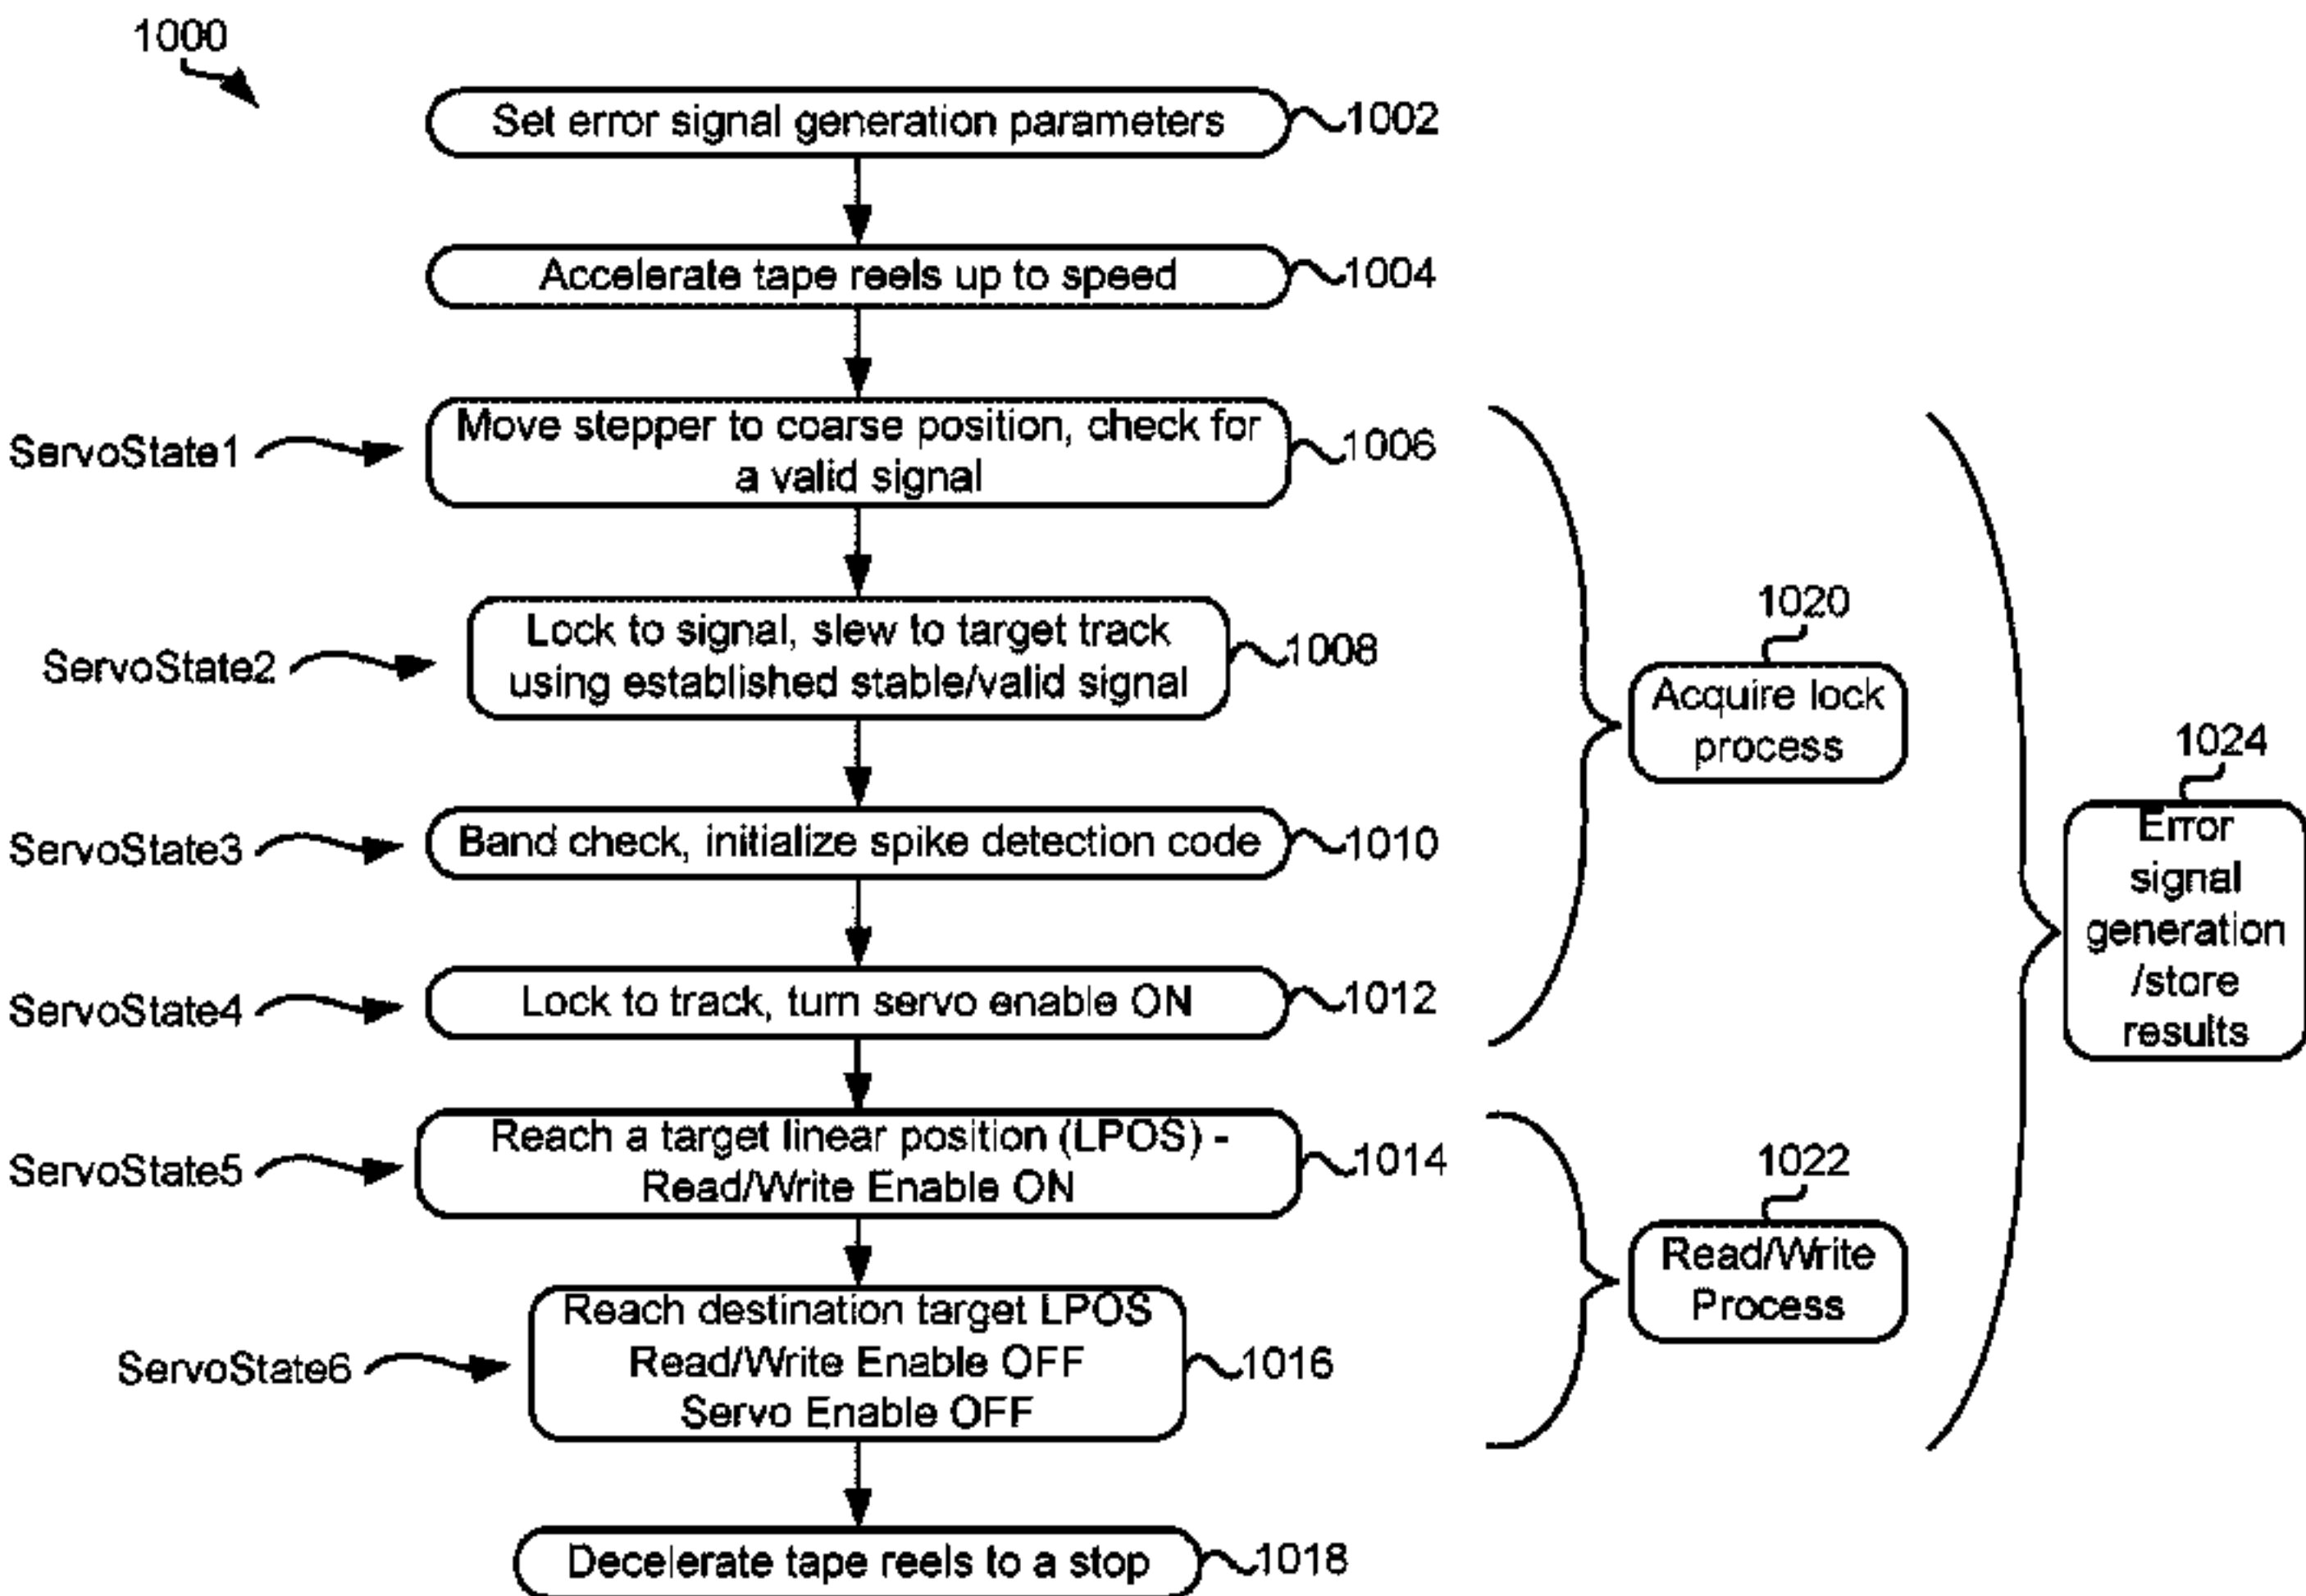 1000
Set error signal generation parameters
1002
Accelerate tape reels up to speed
1004
ServoState1
Move stepper to coarse position, check for
a valid signal
1006
ServoState2
Lock to signal, slew to target track
using established stable/valid signal
1008
ServoState3
Band check, initialize spike detection code
1010
ServoState4
Lock to track, turn servo enable ON
1012
ServoState5
Reach a target linear position (LPOS) -
Read/Write Enable ON
1014
ServoState6
Reach destination target LPOS
Read/Write Enable OFF
Servo Enable OFF
1016
Decelerate tape reels to a stop
1018
1020
Acquire lock
process
1022
Read/Write
Process
1024
Error
signal
generation
/store
results